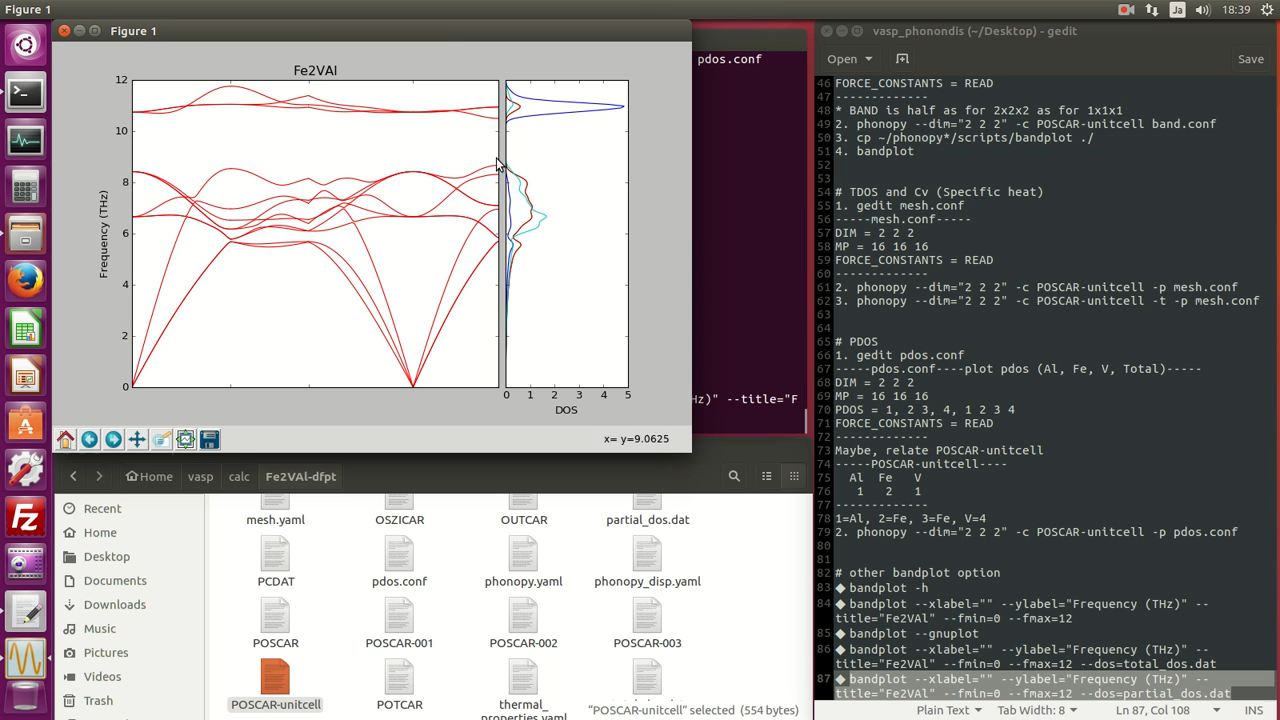 Figure 1
Ja
18:39
Figure 1
Fe2VAl
Frequency (THz)
12
10
8
6
4
2
0
0 1 2 3 4 5
DOS
x= y=9.0625
pdos.conf
Hz)" --title="F
Home vasp calc Fe2VAl-dfpt
Recent
Home
Desktop
Documents
Downloads
Music
Pictures
Videos
Trash
mesh.yaml OSZICAR OUTCAR partial_dos.dat
PCDAT pdos.conf phonopy.yaml phonopy_disp.yaml
POSCAR POSCAR-001 POSCAR-002 POSCAR-003
POSCAR-unitcell POTCAR thermal_
properties.yaml
"POSCAR-unitcell" selected (554 bytes)
vasp_phonondis (~/Desktop) - gedit
Open Save
46 FORCE_CONSTANTS = READ
47 ------------
48 * BAND is half as for 2x2x2 as for 1x1x1
49 2. phonopy --dim="2 2 2" -c POSCAR-unitcell band.conf
50 3. cp ~/phonopy*/scripts/bandplot ./
51 4. bandplot
52
53
54 # TDOS and Cv (Specific heat)
55 1. gedit mesh.conf
56 -----mesh.conf-----
57 DIM = 2 2 2
58 MP = 16 16 16
59 FORCE_CONSTANTS = READ
60 -------------
61 2. phonopy --dim="2 2 2" -c POSCAR-unitcell -p mesh.conf
62 3. phonopy --dim="2 2 2" -c POSCAR-unitcell -t -p mesh.conf
63
64
65 # PDOS
66 1. gedit pdos.conf
67 -----pdos.conf----plot pdos (Al, Fe, V, Total)-----
68 DIM = 2 2 2
69 MP = 16 16 16
70 PDOS = 1, 2 3, 4, 1 2 3 4
71 FORCE_CONSTANTS = READ
72 -------------
73 Maybe, relate POSCAR-unitcell
74 -----POSCAR-unitcell----
75 Al Fe V
76 1 2 1
77 -------------
78 1=Al, 2=Fe, 3=Fe, V=4
79 2. phonopy --dim="2 2 2" -c POSCAR-unitcell -p pdos.conf
80
81
82 # other bandplot option
83 ◆ bandplot -h
84 ◆ bandplot --xlabel="" --ylabel="Frequency (THz)" --
title="Fe2VAl" --fmin=0 --fmax=12
85 ◆ bandplot --gnuplot
86 ◆ bandplot --xlabel="" --ylabel="Frequency (THz)" --
title="Fe2VAl" --fmin=0 --fmax=12 --dos=total_dos.dat
87 ◆ bandplot --xlabel="" --ylabel="Frequency (THz)" --
title="Fe2VAl" --fmin=0 --fmax=12 --dos=partial_dos.dat
Plain Text Tab Width: 8 Ln 87, Col 108 INS